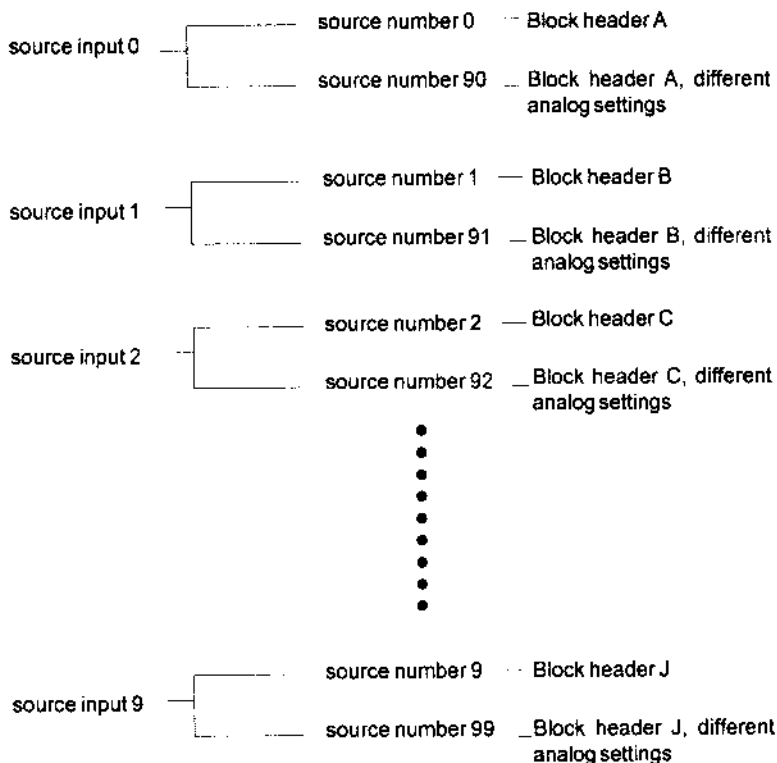 source number 0 Block header A
source input 0
source number 90 Block header A, different
analog settings
source number 1 Block header B
source input 1
source number 91 Block header B, different
analog settings
source number 2 Block header C
source input 2
source number 92 Block header C, different
analog settings
source number 9 Block header J
source input 9
source number 99 Block header J, different
analog settings